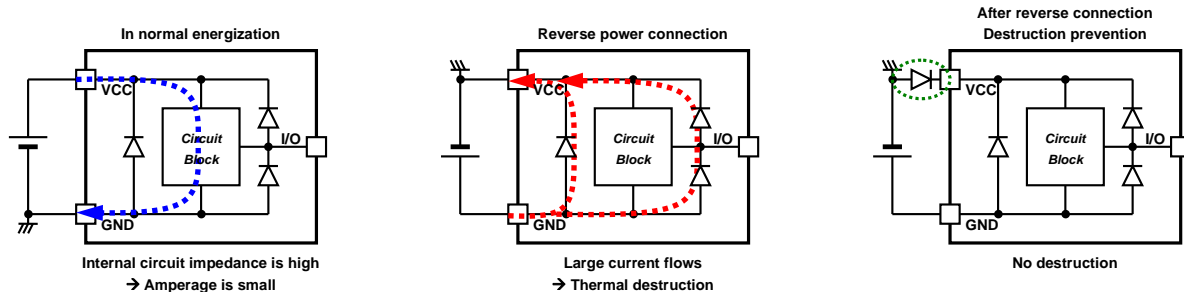 In normal energization
VCC
Circuit
Block
I/O
GND
Internal circuit impedance is high
→ Amperage is small
Reverse power connection
VCC
Circuit
Block
I/O
GND
Large current flows
→ Thermal destruction
After reverse connection
Destruction prevention
VCC
Circuit
Block
I/O
GND
No destruction